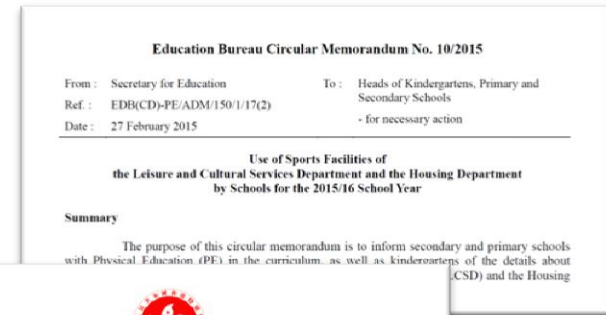 Education Bureau Circular Memorandum No. 10/2015
From : Secretary for Education
To : Heads of Kindergartens, Primary and
Secondary Schools
- for necessary action
Ref. : EDB(CD)-PE/ADM/150/1/17(2)
Date : 27 February 2015
Use of Sports Facilities of
the Leisure and Cultural Services Department and the Housing Department
by Schools for the 2015/16 School Year
Summary
The purpose of this circular memorandum is to inform secondary and primary schools
with Physical Education (PE) in the curriculum, as well as kindergartens of the details about
CSD) and the Housing